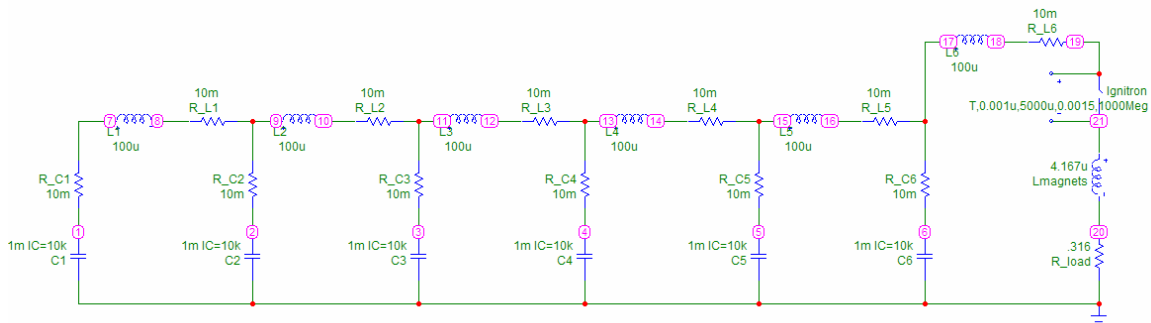 10m
R_L6
17
18
19
L6
100u
Ignitron
T,0.001u,5000u,0.0015,1000Meg
21
10m
R_L1
10m
R_L2
10m
R_L3
10m
R_L4
10m
R_L5
7
8
9
10
11
12
13
14
15
16
L1
100u
L2
100u
L3
100u
L4
100u
L5
100u
R_C1
10m
R_C2
10m
R_C3
10m
R_C4
10m
R_C5
10m
R_C6
10m
4.167u
Lmagnets
1
2
3
4
5
6
20
1m IC=10k
C1
1m IC=10k
C2
1m IC=10k
C3
1m IC=10k
C4
1m IC=10k
C5
1m IC=10k
C6
.316
R_load